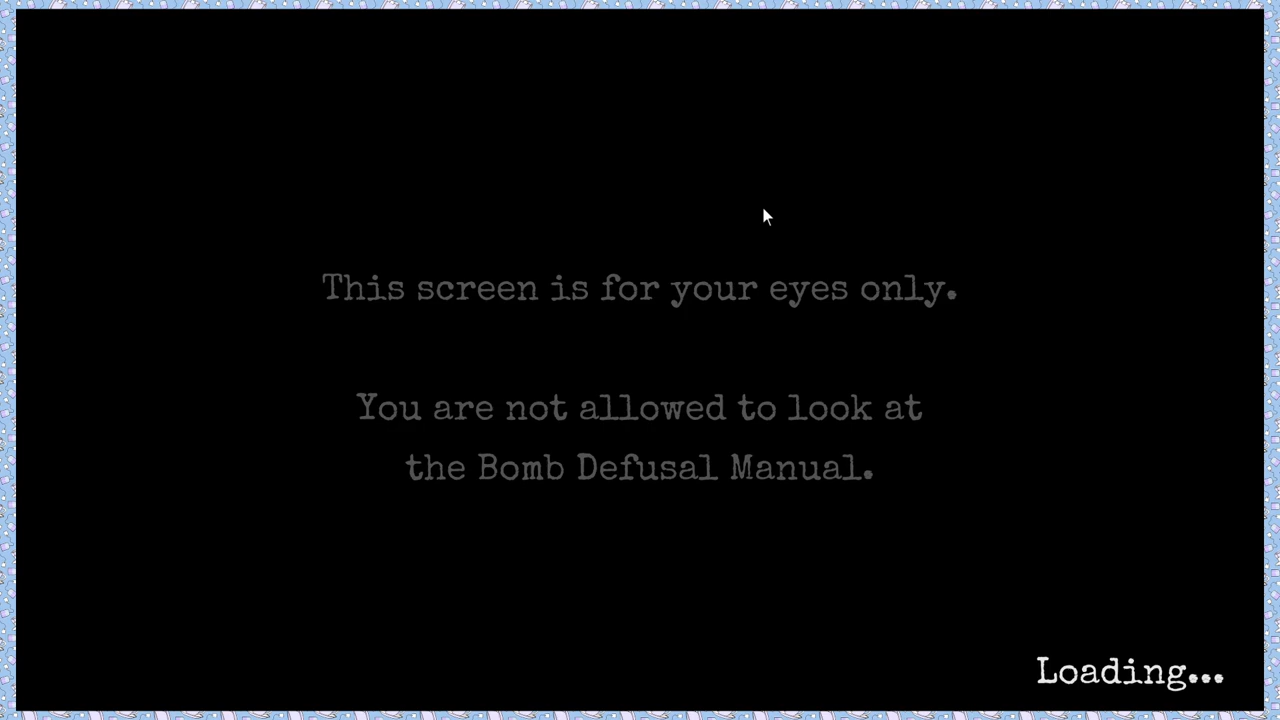 This screen is for your eyes only.
You are not allowed to look at
the Bomb Defusal Manual.
Loading...